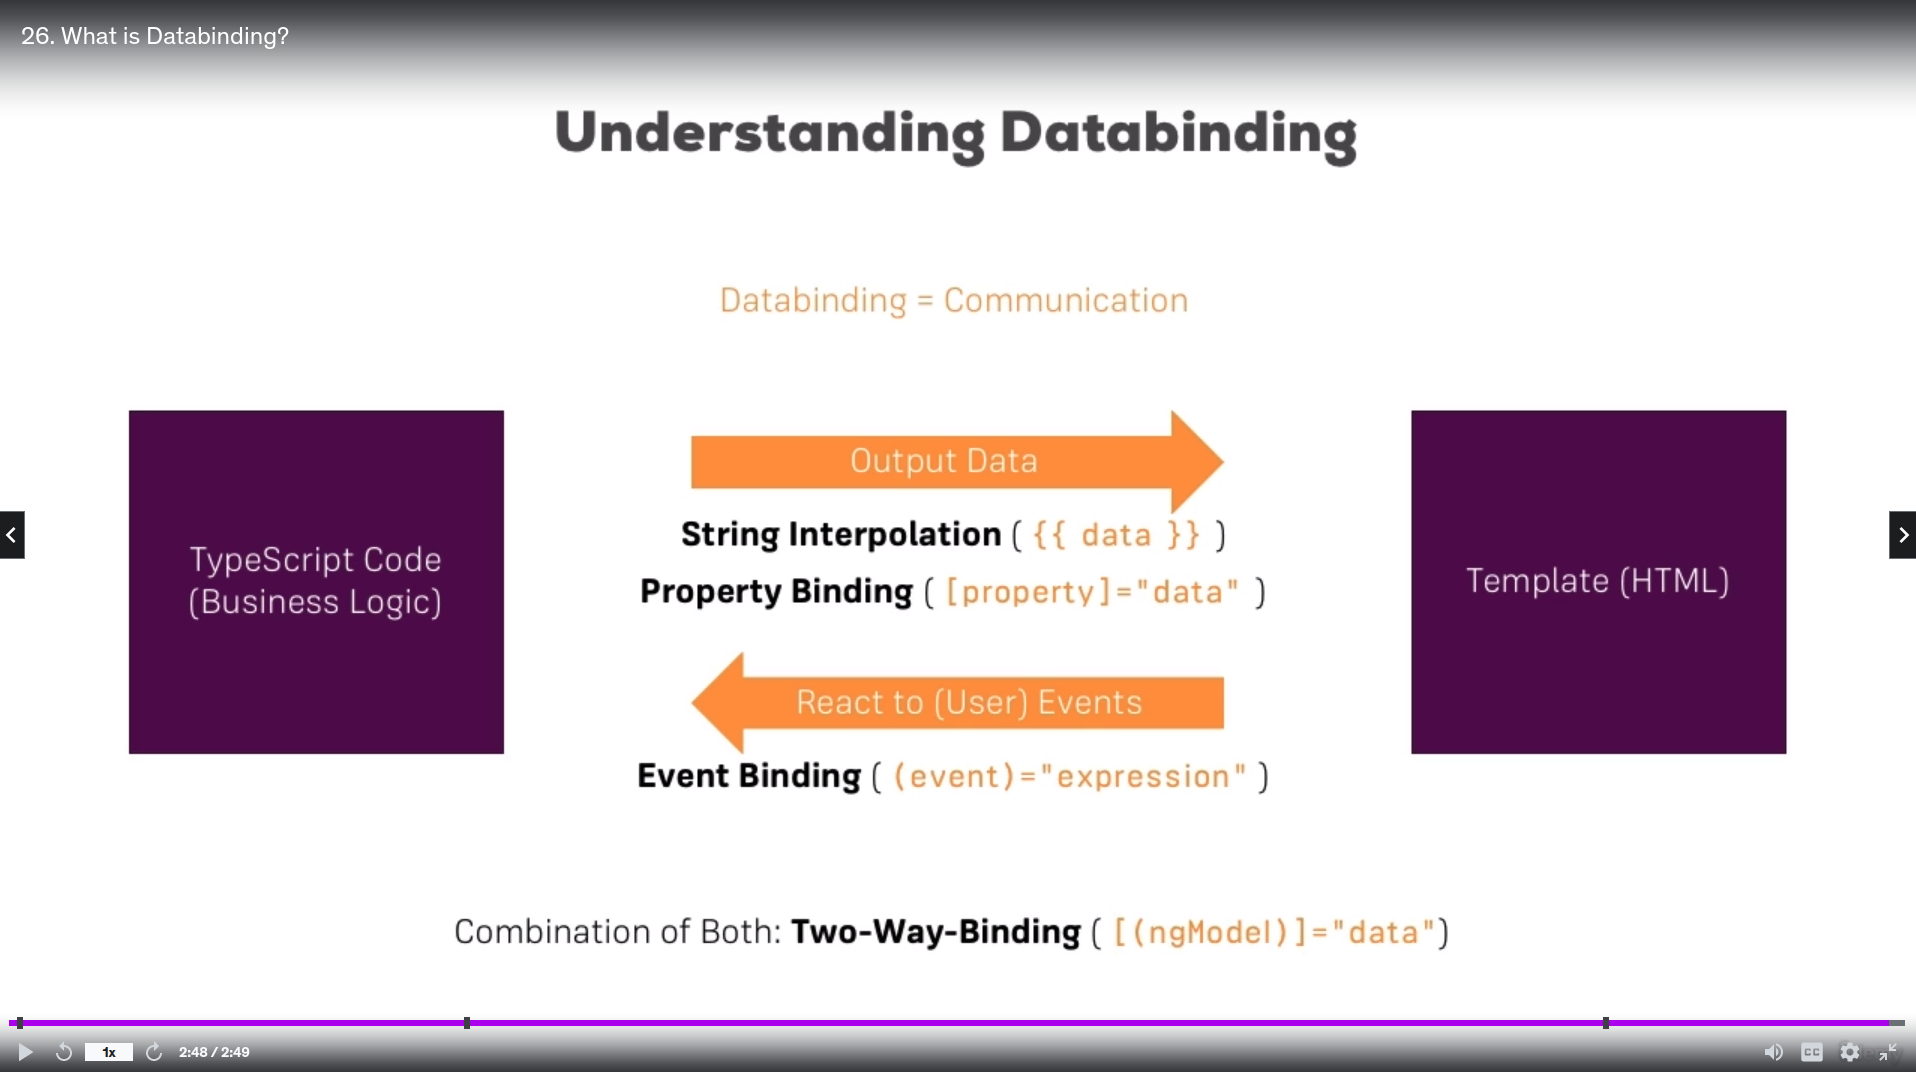 26. What is Databinding?
Understanding Databinding
Databinding = Communication
TypeScript Code
(Business Logic)
Output Data
String Interpolation ( {{ data }} )
Property Binding ( [property]="data" )
React to (User) Events
Event Binding ( (event)="expression" )
Template (HTML)
Combination of Both: Two-Way-Binding ( [(ngModel)]="data")
1x
2:48 / 2:49
CC